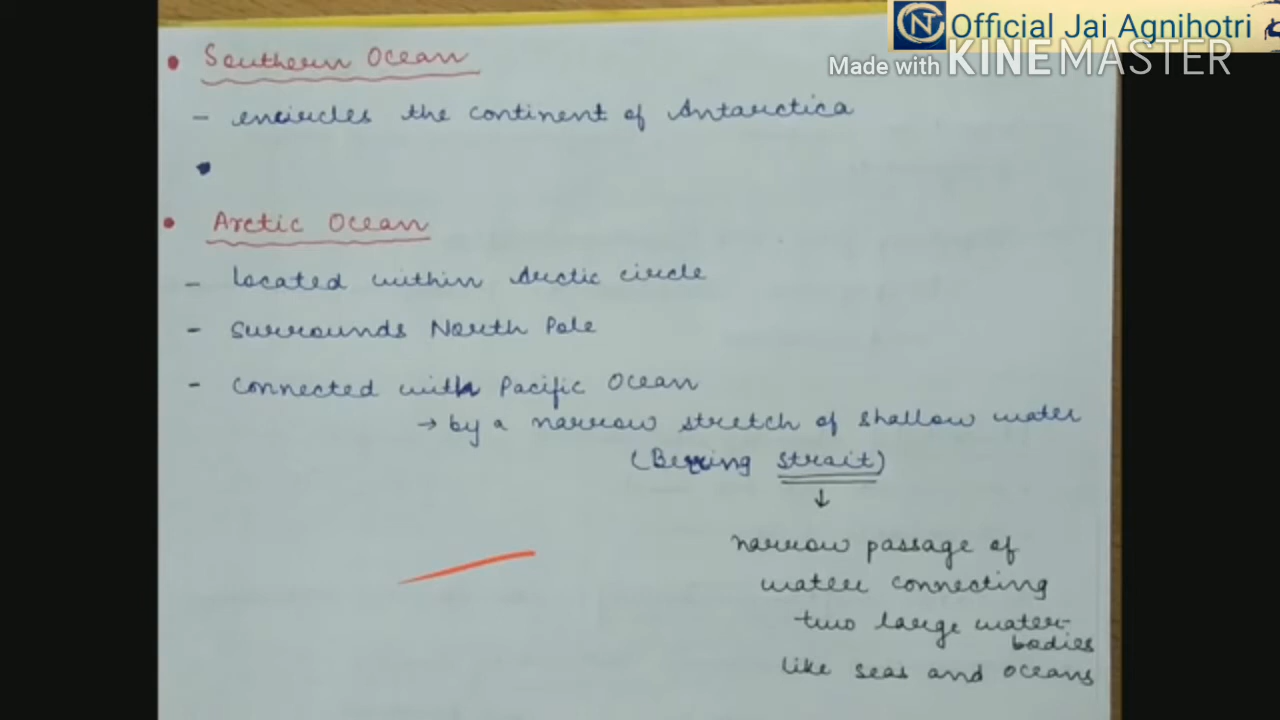 Official Jai Agnihotri
Made with KINEMASTER
• Southern Ocean
- encircles the continent of Antarctica
•
• Arctic Ocean
- located within Arctic circle
- Surrounds North Pole
- Connected with Pacific Ocean
→ by a narrow stretch of shallow water
(Berring Strait)
↓
narrow passage of
water connecting
two large water-
bodies
like seas and oceans